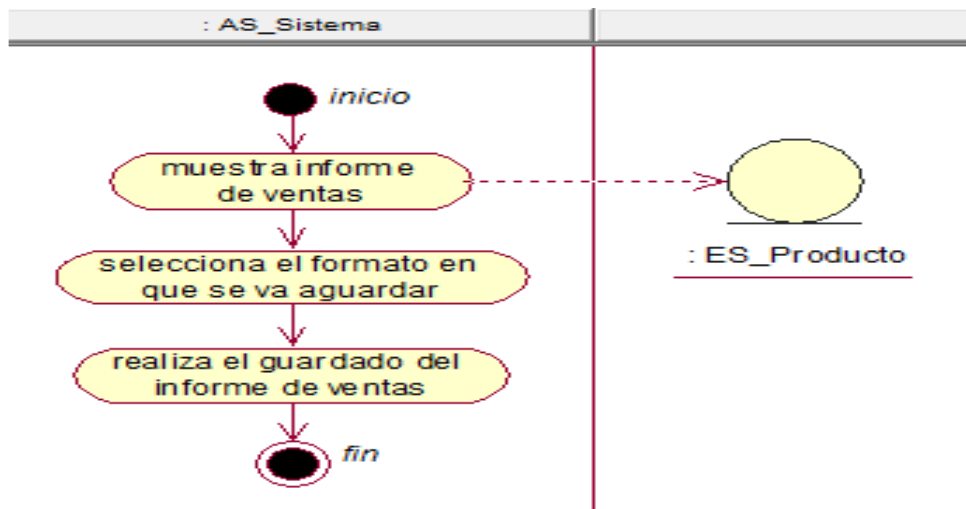 : AS_Sistema
inicio
muestra informe
de ventas
selecciona el formato en
que se va aguardar
: ES_Producto
realiza el guardado del
informe de ventas
fin